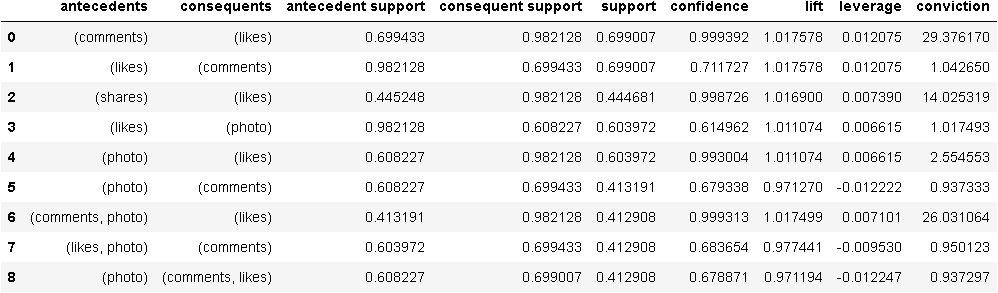 antecedents consequents antecedent support consequent support support confidence lift leverage conviction
0 (comments) (likes) 0.699433 0.982128 0.699007 0.999392 1.017578 0.012075 29.376170
1 (likes) (comments) 0.982128 0.699433 0.699007 0.711727 1.017578 0.012075 1.042650
2 (shares) (likes) 0.445248 0.982128 0.444681 0.998726 1.016900 0.007390 14.025319
3 (likes) (photo) 0.982128 0.608227 0.603972 0.614962 1.011074 0.006615 1.017493
4 (photo) (likes) 0.608227 0.982128 0.603972 0.993004 1.011074 0.006615 2.554553
5 (photo) (comments) 0.608227 0.699433 0.413191 0.679338 0.971270 -0.012222 0.937333
6 (comments, photo) (likes) 0.413191 0.982128 0.412908 0.999313 1.017499 0.007101 26.031064
7 (likes, photo) (comments) 0.603972 0.699433 0.412908 0.683654 0.977441 -0.009530 0.950123
8 (photo) (comments, likes) 0.608227 0.699007 0.412908 0.678871 0.971194 -0.012247 0.937297